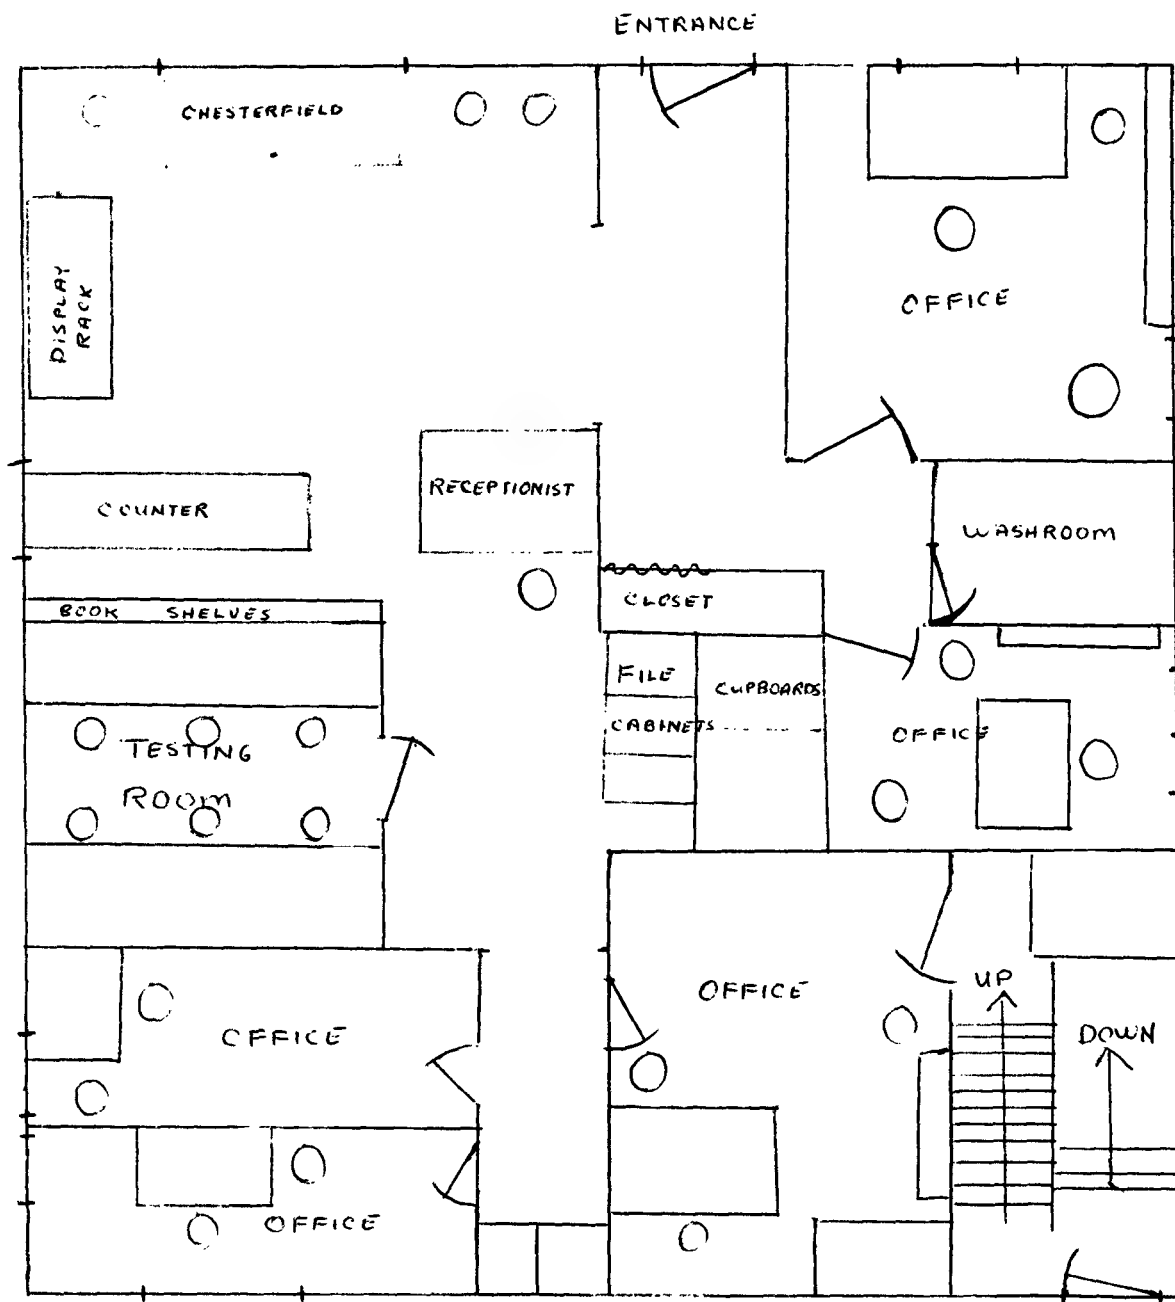 ENTRANCE
CHESTERFIELD
DISPLAY
RACK
OFFICE
RECEPTIONIST
COUNTER
WASHROOM
BOOK SHELVES
CLOSET
FILE
CABINETS
CUPBOARDS
OFFICE
TESTING
ROOM
OFFICE
OFFICE
UP
DOWN
OFFICE